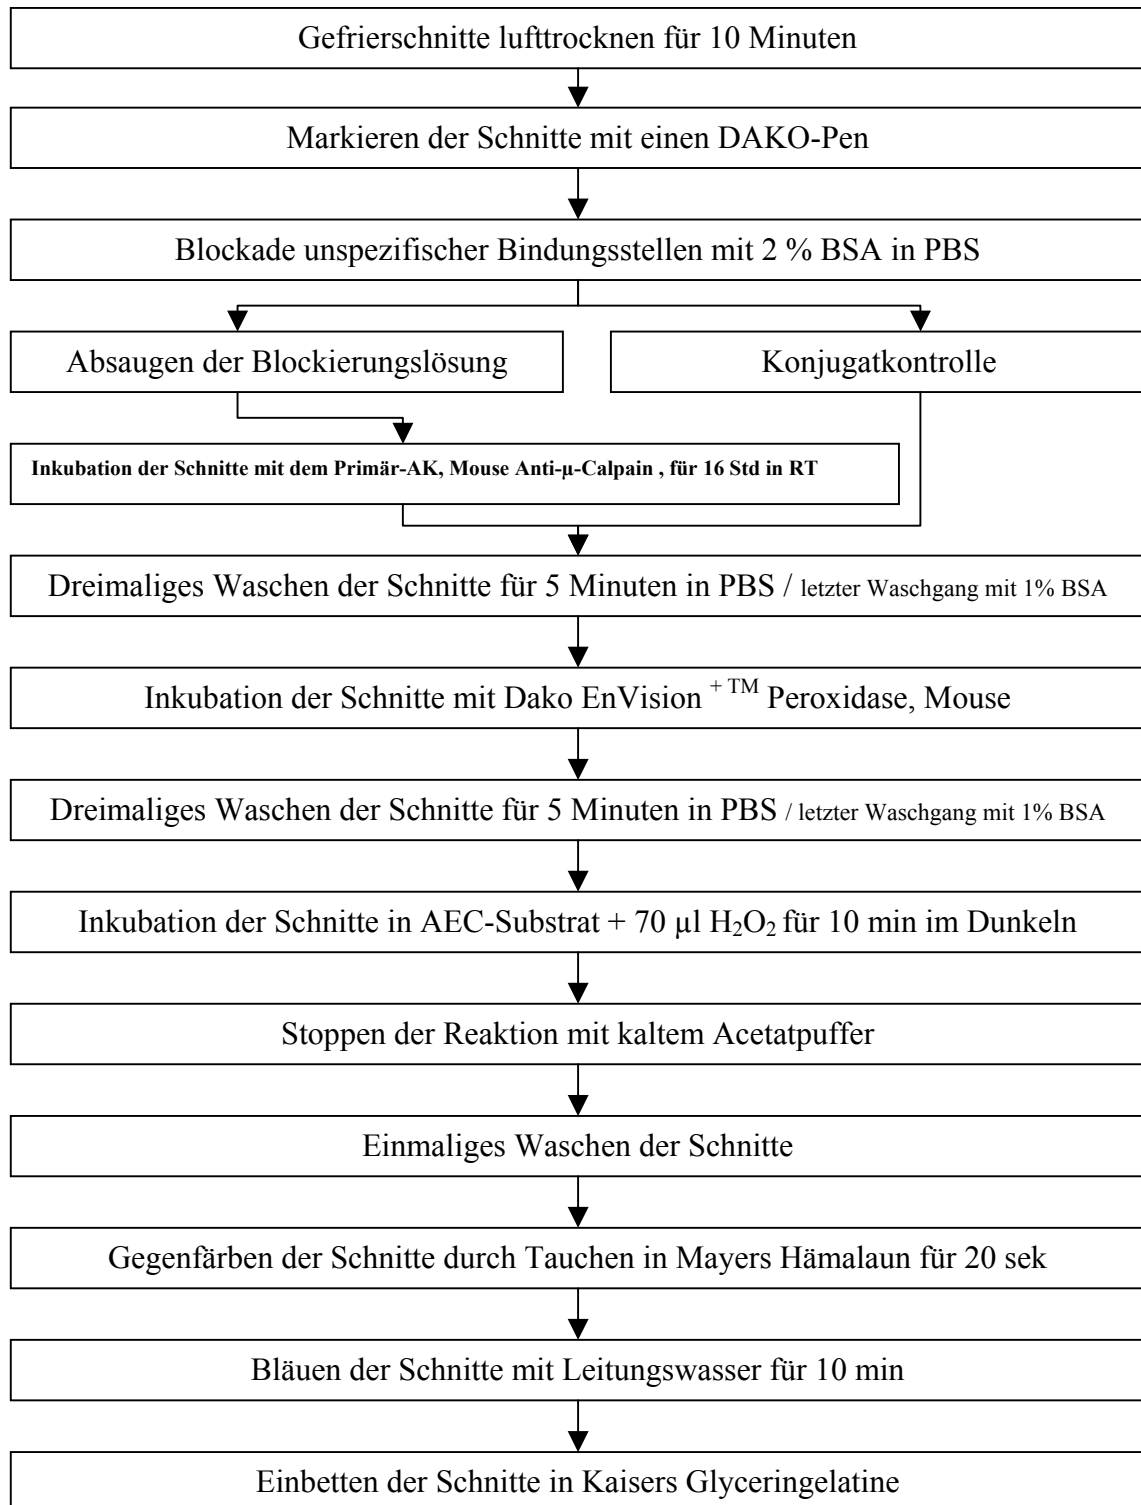 Gefrierschnitte lufttrocknen für 10 Minuten
Markieren der Schnitte mit einen DAKO-Pen
Blockade unspezifischer Bindungsstellen mit 2 % BSA in PBS
Absaugen der Blockierungslösung
Konjugatkontrolle
Inkubation der Schnitte mit dem Primär-AK, Mouse Anti-µ-Calpain , für 16 Std in RT
Dreimaliges Waschen der Schnitte für 5 Minuten in PBS / letzter Waschgang mit 1% BSA
Inkubation der Schnitte mit Dako EnVision + TM Peroxidase, Mouse
Dreimaliges Waschen der Schnitte für 5 Minuten in PBS / letzter Waschgang mit 1% BSA
Inkubation der Schnitte in AEC-Substrat + 70 µl H₂O₂ für 10 min im Dunkeln
Stoppen der Reaktion mit kaltem Acetatpuffer
Einmaliges Waschen der Schnitte
Gegenfärben der Schnitte durch Tauchen in Mayers Hämalaun für 20 sek
Bläuen der Schnitte mit Leitungswasser für 10 min
Einbetten der Schnitte in Kaisers Glyceringelatine